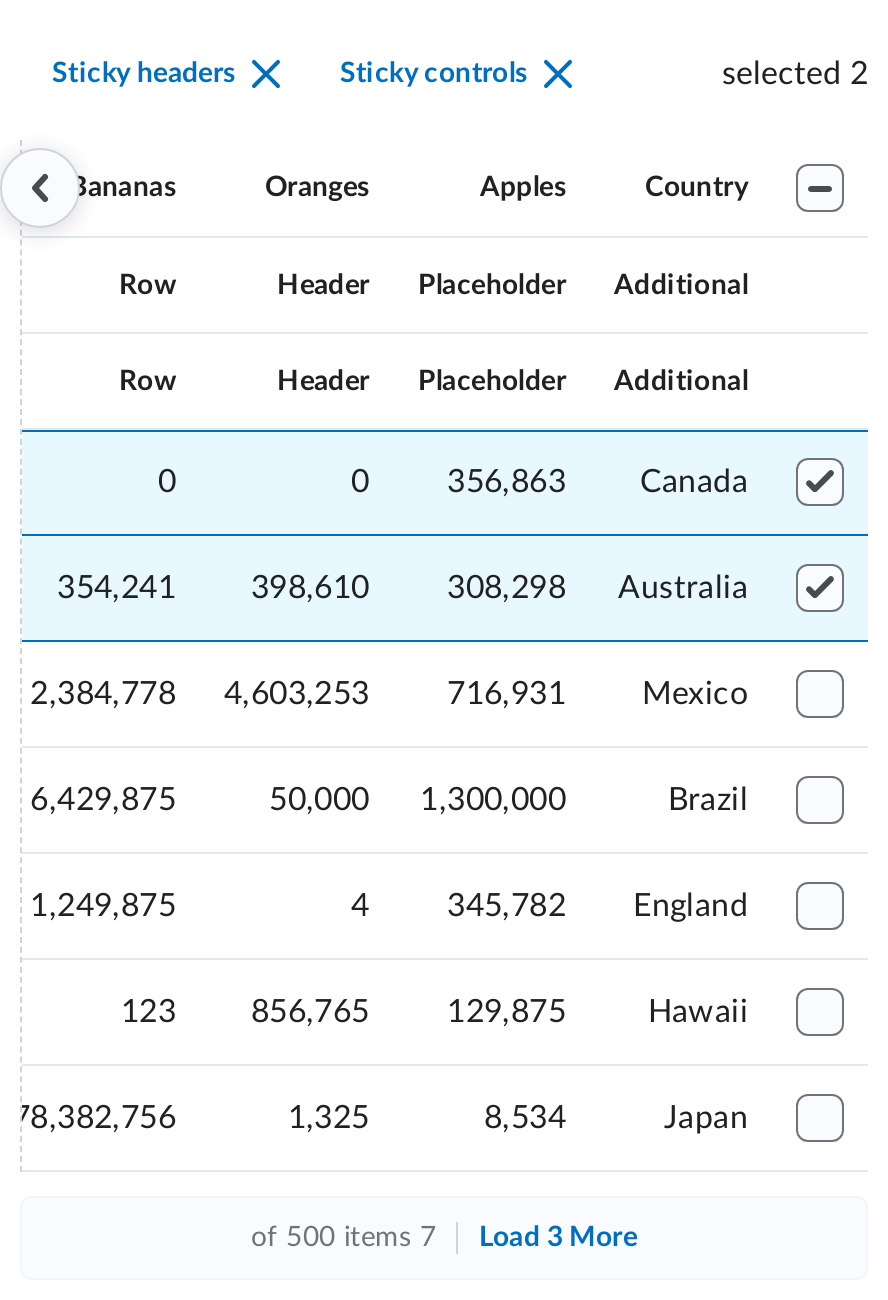 Sticky headers Sticky controls selected 2
Bananas Oranges Apples Country
Row Header Placeholder Additional
Row Header Placeholder Additional
0 0 356,863 Canada
354,241 398,610 308,298 Australia
2,384,778 4,603,253 716,931 Mexico
6,429,875 50,000 1,300,000 Brazil
1,249,875 4 345,782 England
123 856,765 129,875 Hawaii
78,382,756 1,325 8,534 Japan
of 500 items 7 Load 3 More